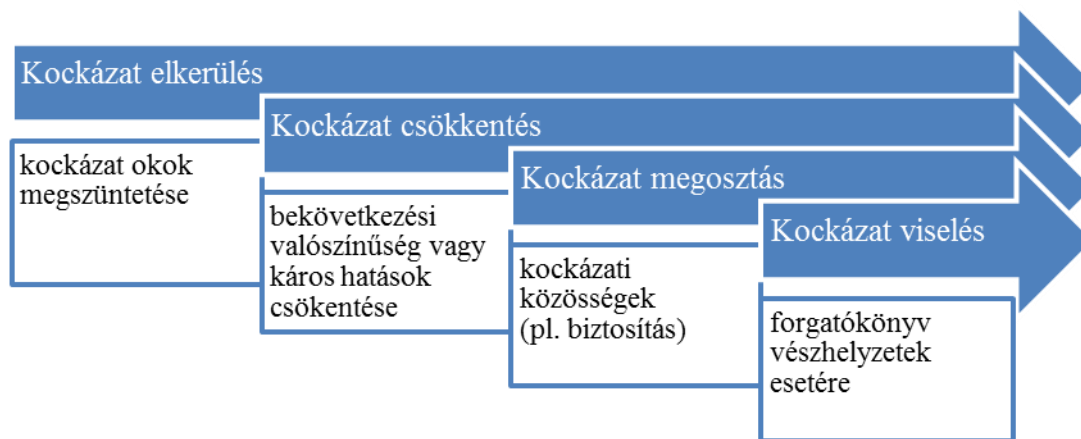 Kockázat elkerülés
kockázat okok
megszüntetése
Kockázat csökkentés
bekövetkezési
valószínűség vagy
káros hatások
csökentése
Kockázat megosztás
kockázati
közösségek
(pl. biztosítás)
Kockázat viselés
forgatókönyv
vészhelyzetek
esetére